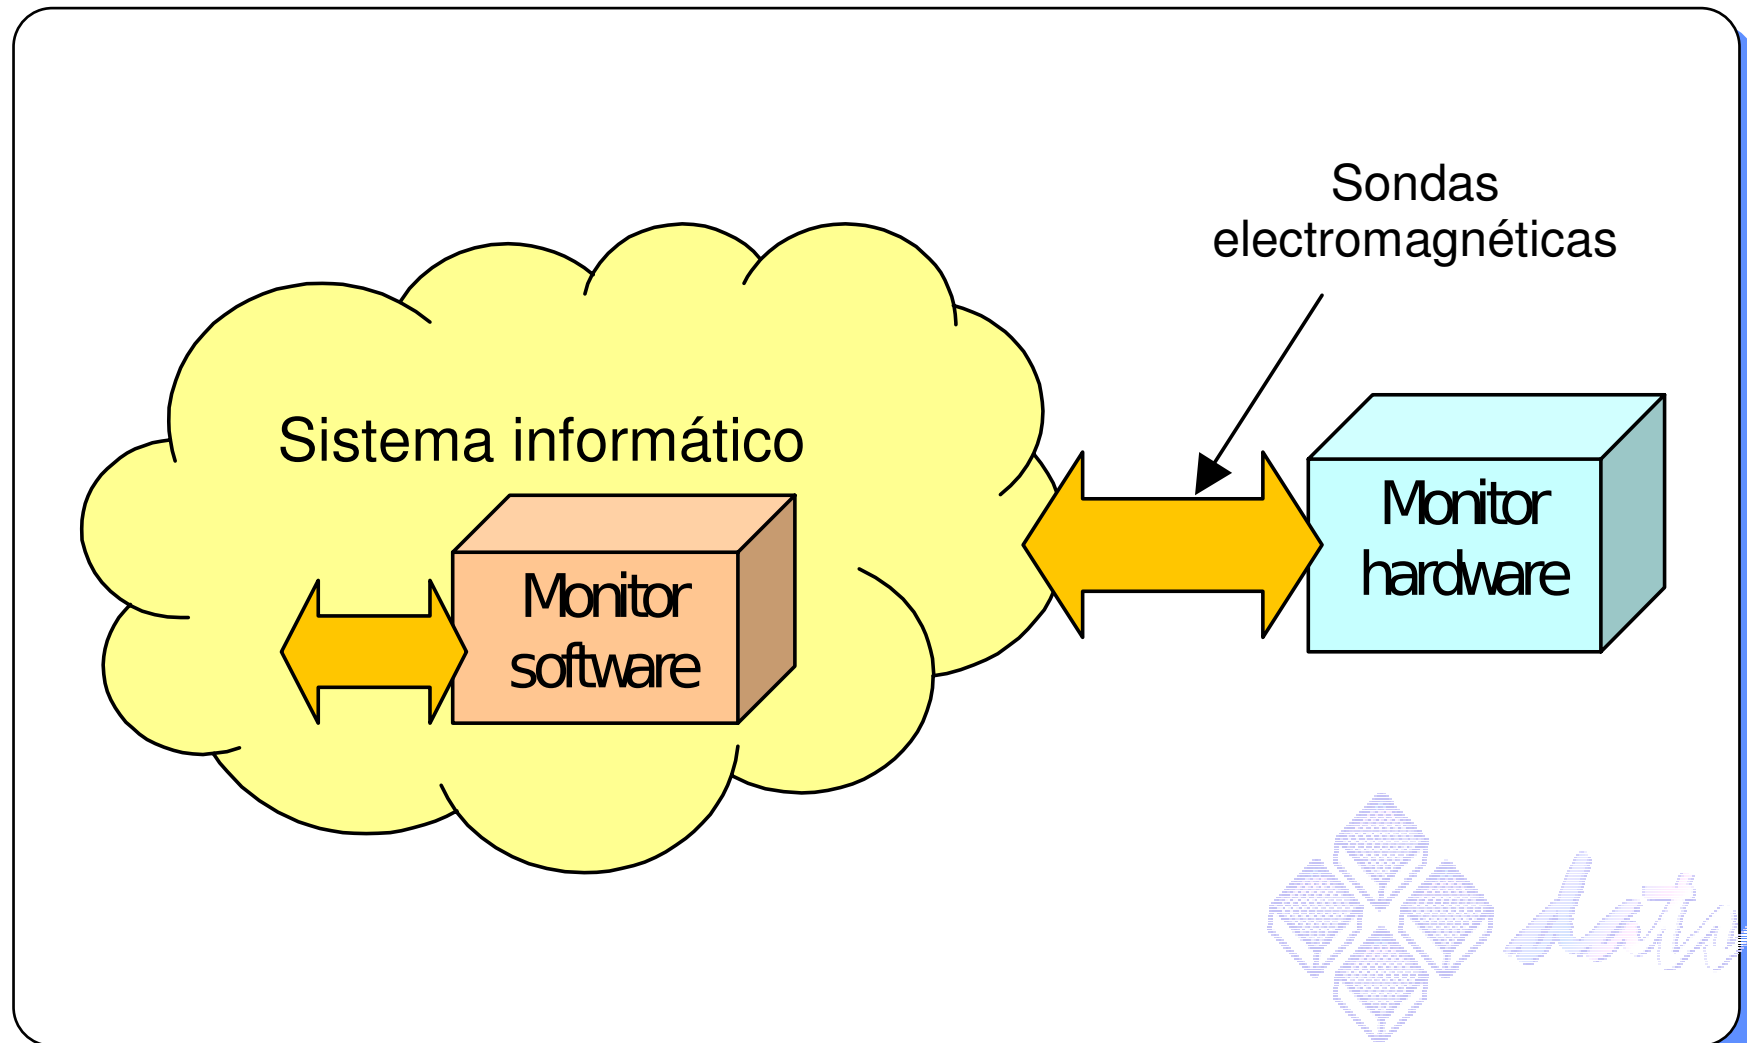 Sondas
electromagnéticas
Sistema informático
Monitor
hardware
Monitor
software